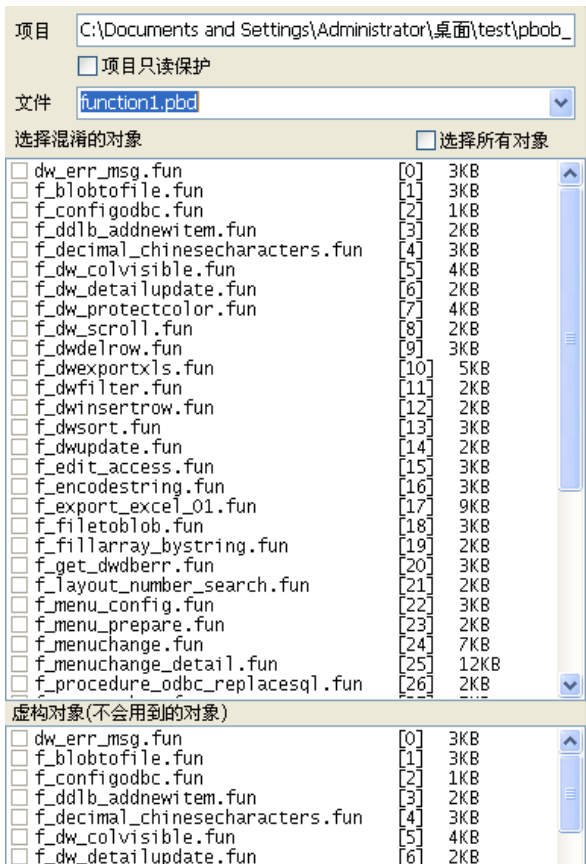 项目 C:\Documents and Settings\Administrator\桌面\test\pbob_
项目只读保护
文件 function1.pbd
选择混淆的对象 选择所有对象
dw_err_msg.fun [0] 3KB
f_blobtofile.fun [1] 3KB
f_configodbc.fun [2] 1KB
f_ddlb_addnewitem.fun [3] 2KB
f_decimal_chinesecharacters.fun [4] 3KB
f_dw_colvisible.fun [5] 4KB
f_dw_detailupdate.fun [6] 2KB
f_dw_protectcolor.fun [7] 4KB
f_dw_scroll.fun [8] 2KB
f_dwdelrow.fun [9] 3KB
f_dwexportxls.fun [10] 5KB
f_dwfilter.fun [11] 2KB
f_dwinsertrow.fun [12] 2KB
f_dwsort.fun [13] 3KB
f_dwupdate.fun [14] 2KB
f_edit_access.fun [15] 3KB
f_encodestring.fun [16] 3KB
f_export_excel_01.fun [17] 9KB
f_filetoblob.fun [18] 3KB
f_fillarray_bystring.fun [19] 2KB
f_get_dwdberr.fun [20] 3KB
f_layout_number_search.fun [21] 2KB
f_menu_config.fun [22] 3KB
f_menu_prepare.fun [23] 2KB
f_menuchange.fun [24] 7KB
f_menuchange_detail.fun [25] 12KB
f_procedure_odbc_replacesql.fun [26] 2KB
虚构对象(不会用到的对象)
dw_err_msg.fun [0] 3KB
f_blobtofile.fun [1] 3KB
f_configodbc.fun [2] 1KB
f_ddlb_addnewitem.fun [3] 2KB
f_decimal_chinesecharacters.fun [4] 3KB
f_dw_colvisible.fun [5] 4KB
f_dw_detailupdate.fun [6] 2KB